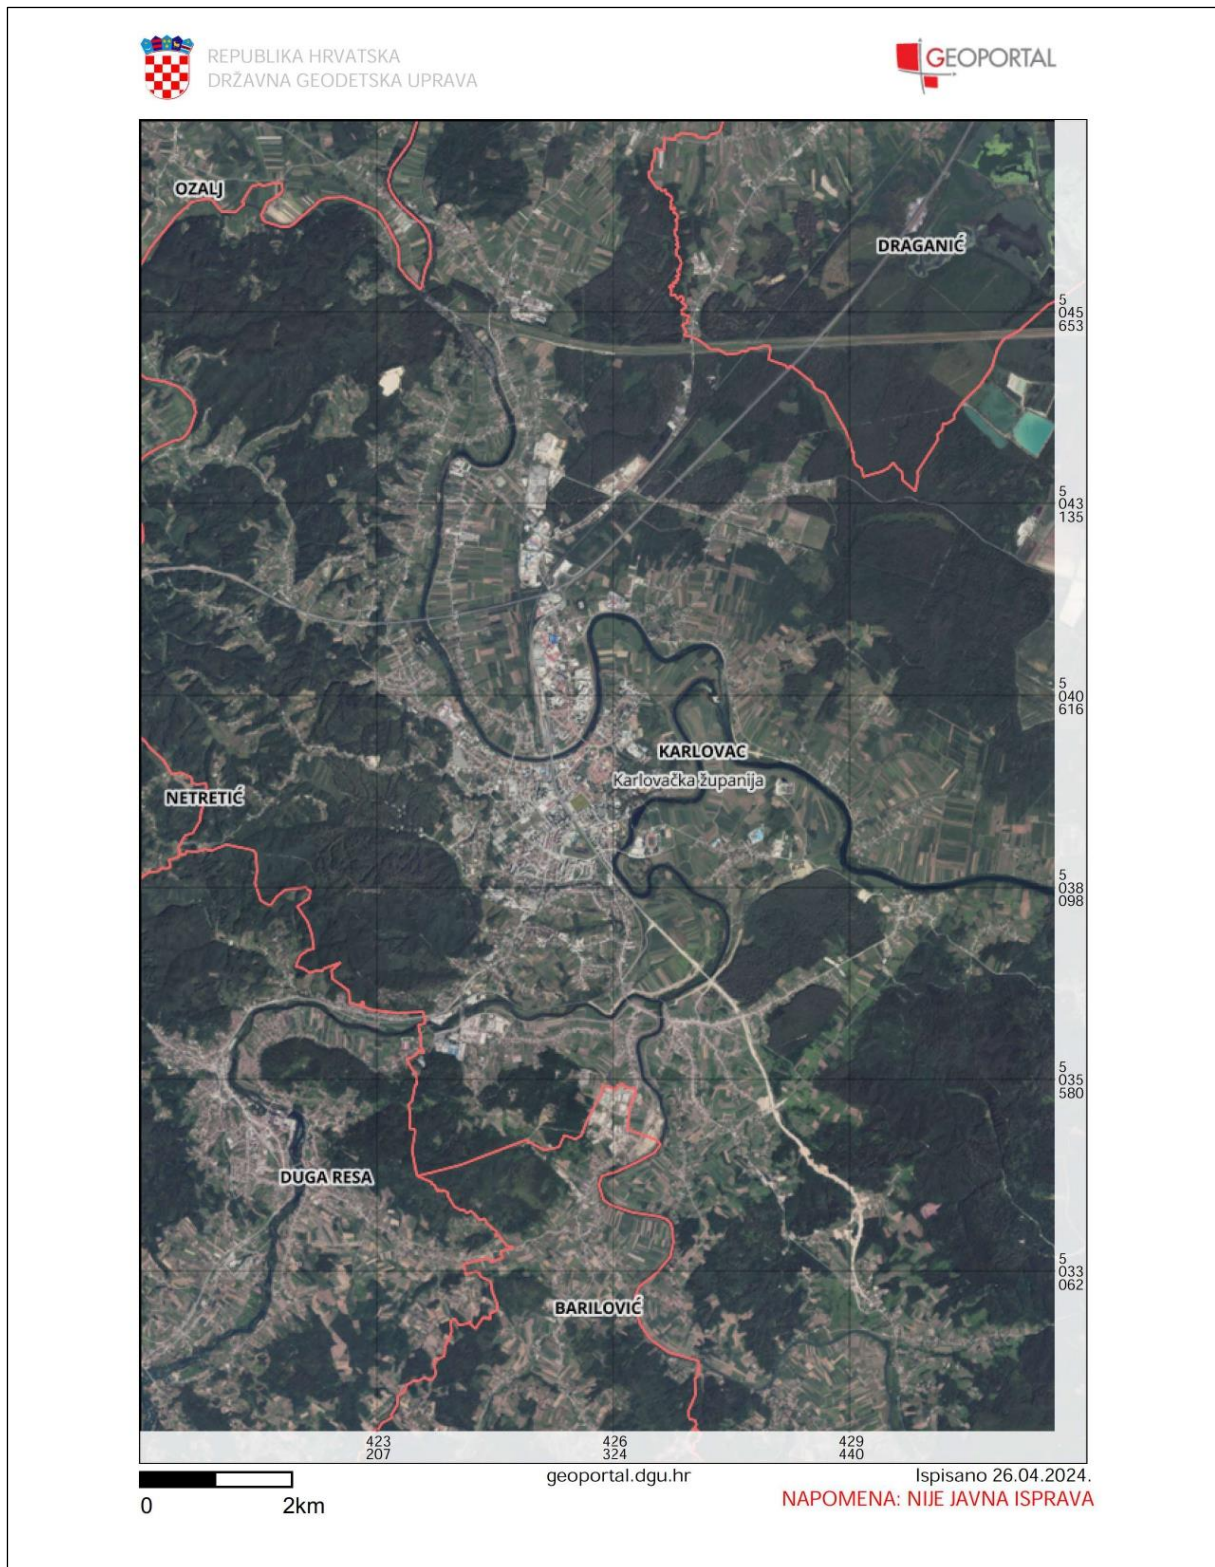 REPUBLIKA HRVATSKA
DRŽAVNA GEODETSKA UPRAVA
GEOPORTAL
OZALJ
DRAGANIĆ
5
045
653
5
043
135
5
040
616
KARLOVAC
Karlovačka županija
NETRETIĆ
5
038
098
5
035
580
DUGA RESA
5
033
062
BARILOVIĆ
423
207
426
324
429
440
0
2km
geoportal.dgu.hr
Ispisano 26.04.2024.
NAPOMENA: NIJE JAVNA ISPRAVA